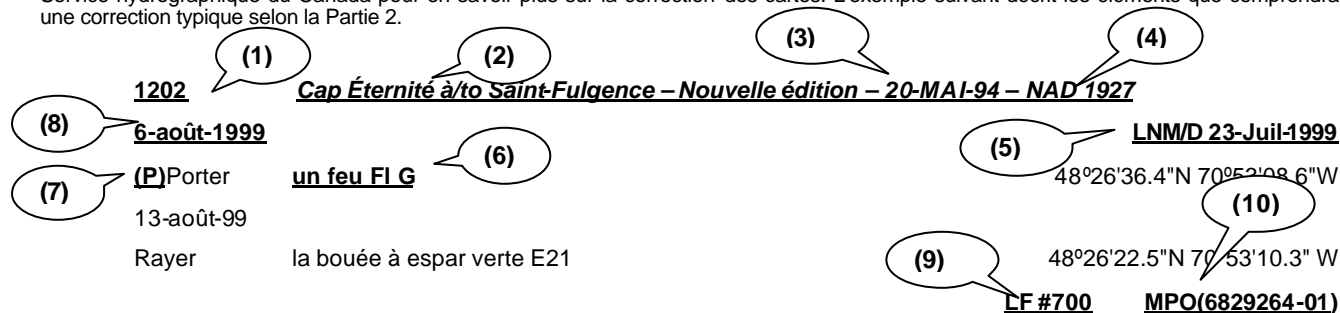 Service hydrographique du Canada pour en savoir plus sur la correction des cartes. L'exemple suivant décrit les éléments que comprendra
une correction typique selon la Partie 2.
(1) (2) (3) (4)
1202 Cap Éternité à/to Saint-Fulgence – Nouvelle édition – 20-MAI-94 – NAD 1927
(8) 6-août-1999 (5) LNM/D 23-Juil-1999
(7) (P)Porter un feu Fl G (6) 48º26'36.4"N 70º53'08.6"W
13-août-99 (10)
Rayer la bouée à espar verte E21 (9) 48º26'22.5"N 70º53'10.3" W
LF #700 MPO(6829264-01)